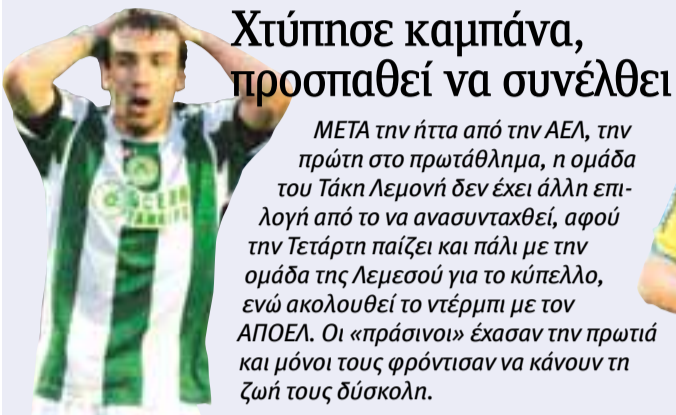 Χτύπησε καμπάνα,
προσπαθεί να συνέλθει
ΜΕΤΑ την ήττα από την ΑΕΛ, την
πρώτη στο πρωτάθλημα, η ομάδα
του Τάκη Λεμονή δεν έχει άλλη επι-
λογή από το να ανασυνταχθεί, αφού
την Τετάρτη παίζει και πάλι με την
ομάδα της Λεμεσού για το κύπελλο,
ενώ ακολουθεί το ντέρμπι με τον
ΑΠΟΕΛ. Οι «πράσινοι» έχασαν την πρωτιά
και μόνοι τους φρόντισαν να κάνουν τη
ζωή τους δύσκολη.
OCEAN
TANKERS